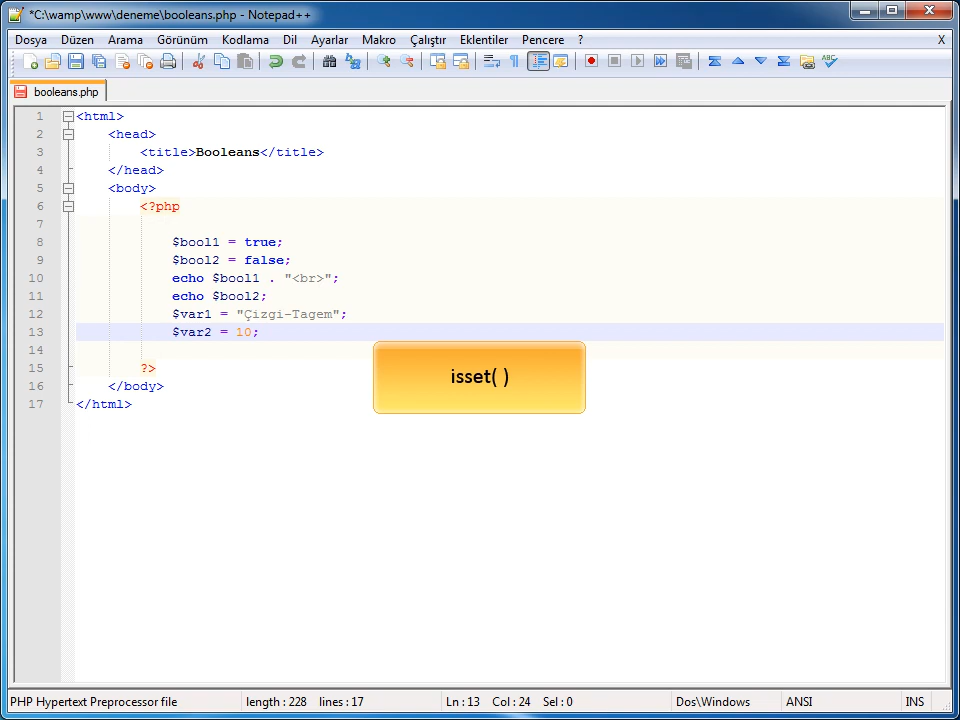 *C:\wamp\www\deneme\booleans.php - Notepad++
Dosya Düzen Arama Görünüm Kodlama Dil Ayarlar Makro Çalıştır Eklentiler Pencere ? X
booleans.php
1 <html>
2 <head>
3 <title>Booleans</title>
4 </head>
5 <body>
6 <?php
7
8 $bool1 = true;
9 $bool2 = false;
10 echo $bool1 . "<br>";
11 echo $bool2;
12 $var1 = "Çizgi-Tagem";
13 $var2 = 10;
14
15 ?>
16 </body>
17 </html>
isset( )
PHP Hypertext Preprocessor file length : 228 lines : 17 Ln : 13 Col : 24 Sel : 0 Dos\Windows ANSI INS